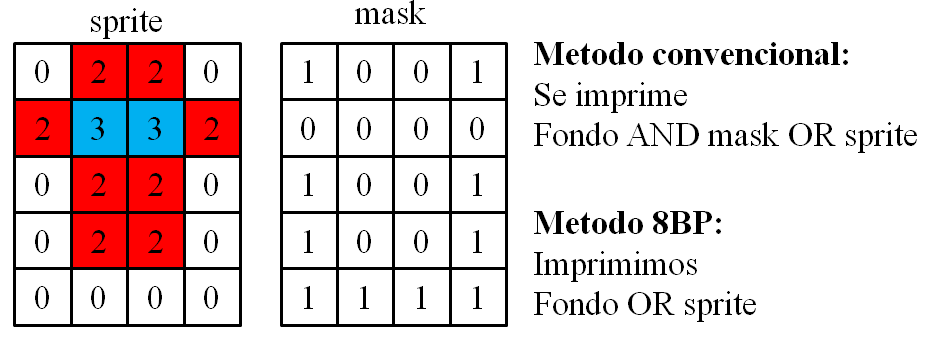 sprite
0 2 2 0
2 3 3 2
0 2 2 0
0 2 2 0
0 0 0 0
mask
1 0 0 1
0 0 0 0
1 0 0 1
1 0 0 1
1 1 1 1
Metodo convencional:
Se imprime
Fondo AND mask OR sprite
Metodo 8BP:
Imprimimos
Fondo OR sprite